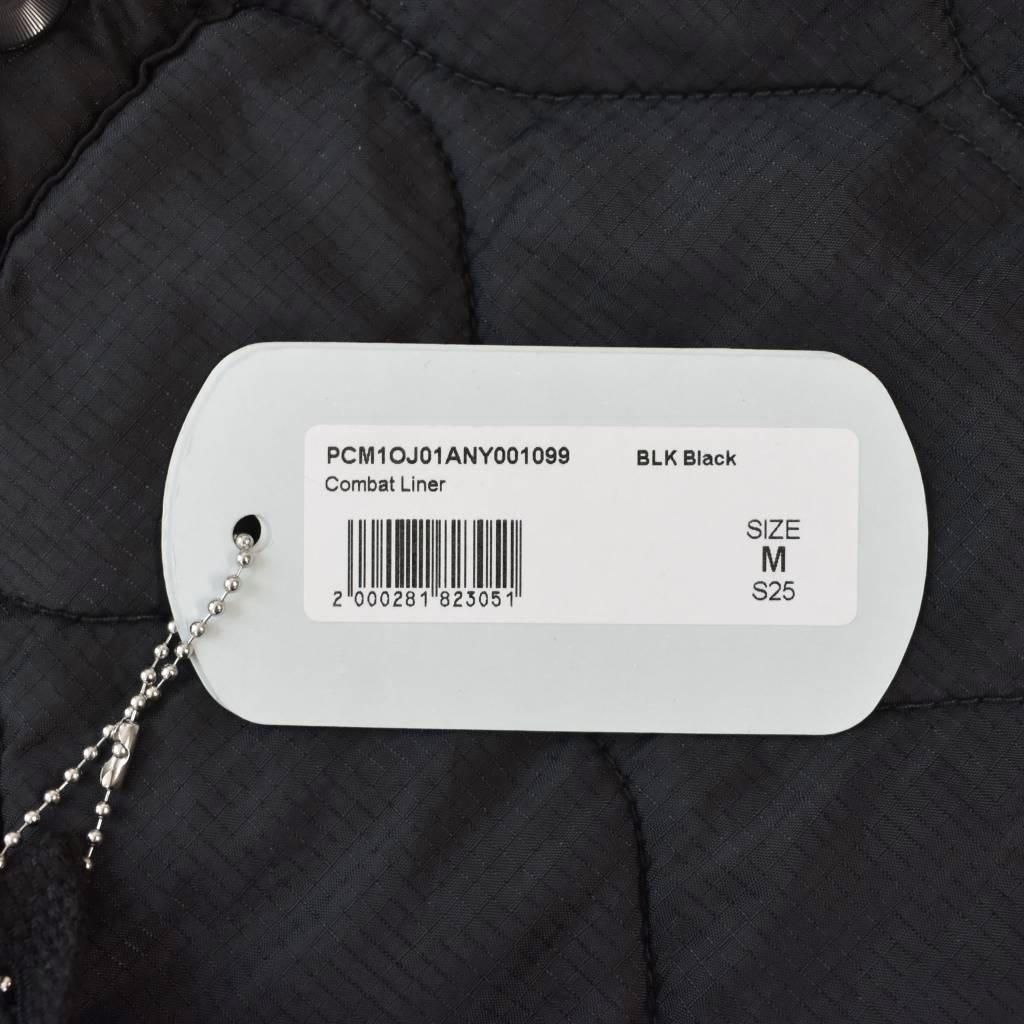 PCM1OJ01ANY001099 BLK Black
Combat Liner
SIZE
M
S25
2 000281 823051